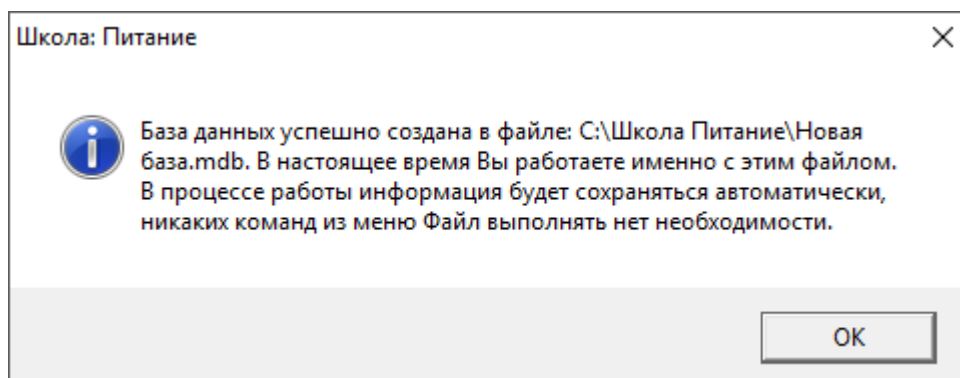 Школа: Питание
База данных успешно создана в файле: C:\Школа Питание\Новая
база.mdb. В настоящее время Вы работаете именно с этим файлом.
В процессе работы информация будет сохраняться автоматически,
никаких команд из меню Файл выполнять нет необходимости.
ОК